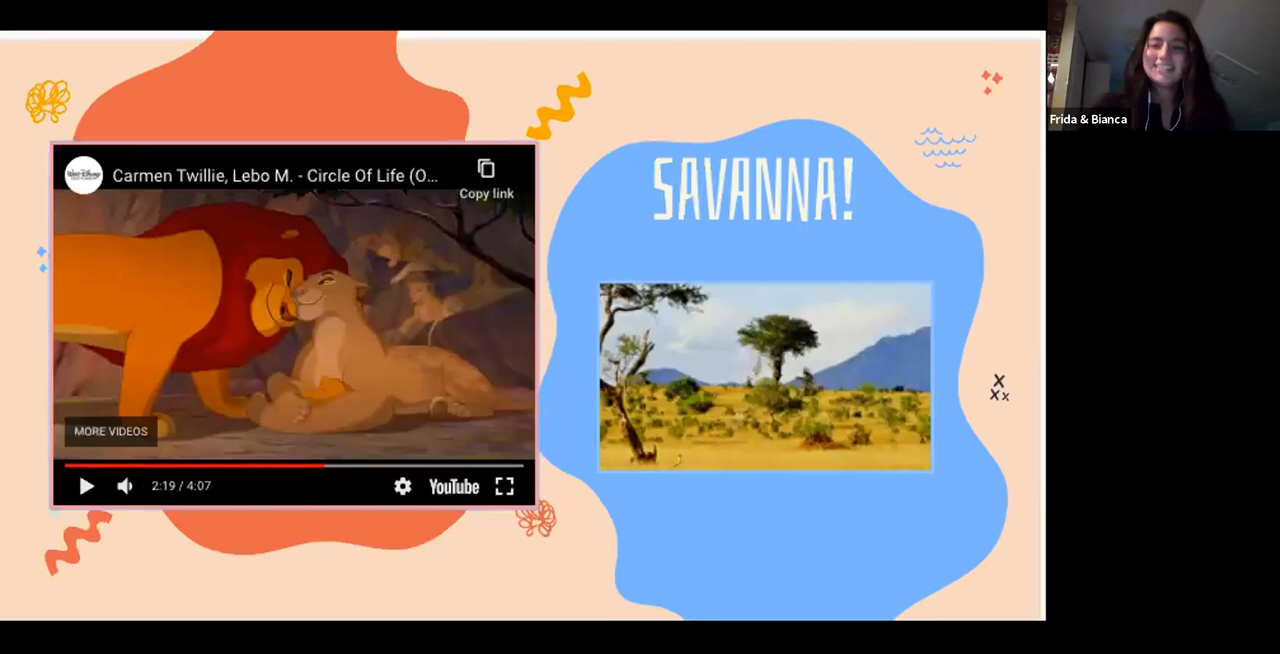 Carmen Twillie, Lebo M. - Circle Of Life (O...
Copy link
SAVANNA!
MORE VIDEOS
2:19 / 4:07
YouTube
Frida & Bianca